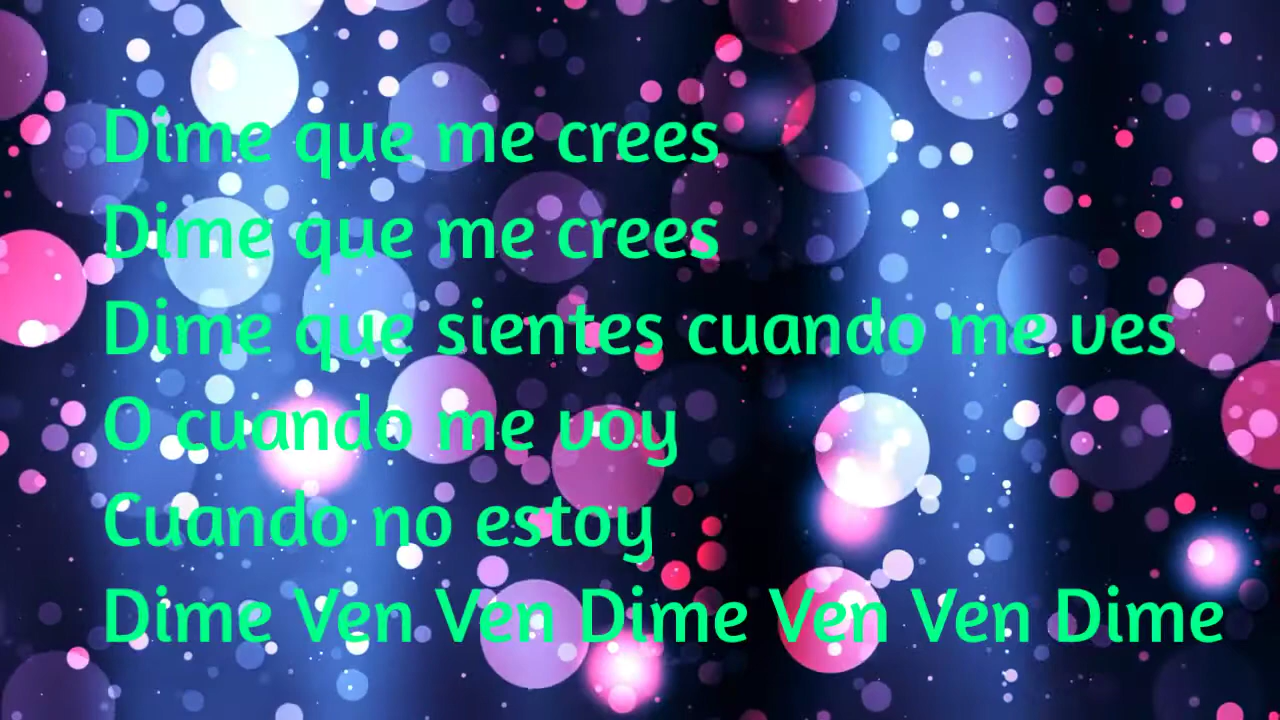 Dime que me crees
Dime que me crees
Dime que sientes cuando me ves
O cuando me voy
Cuando no estoy
Dime Ven Ven Dime Ven Ven Dime